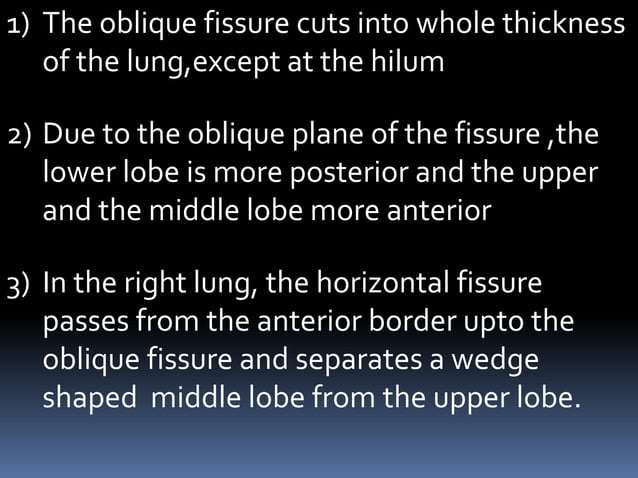 1) The oblique fissure cuts into whole thickness
of the lung,except at the hilum
2) Due to the oblique plane of the fissure ,the
lower lobe is more posterior and the upper
and the middle lobe more anterior
3) In the right lung, the horizontal fissure
passes from the anterior border upto the
oblique fissure and separates a wedge
shaped  middle lobe from the upper lobe.